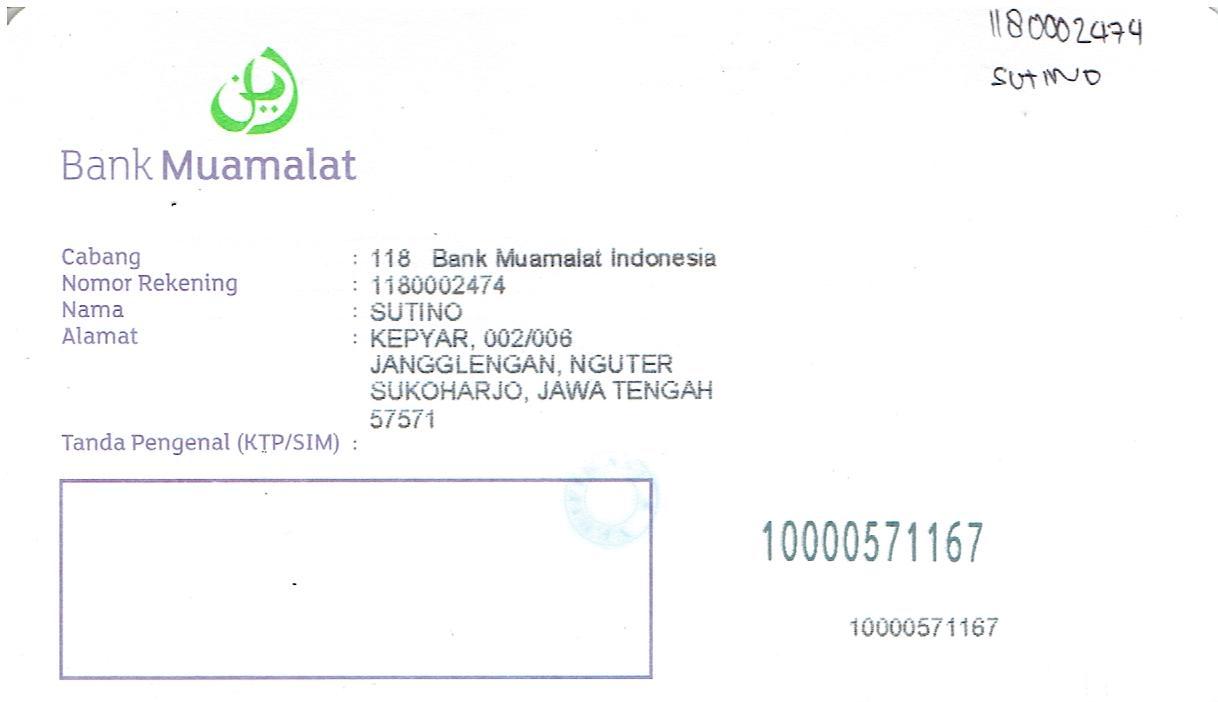 1180002474
SUTINO
Bank Muamalat
Cabang : 118 Bank Muamalat Indonesia
Nomor Rekening : 1180002474
Nama : SUTINO
Alamat : KEPYAR, 002/006
JANGGLENGAN, NGUTER
SUKOHARJO, JAWA TENGAH
57571
Tanda Pengenal (KTP/SIM) :
10000571167
10000571167